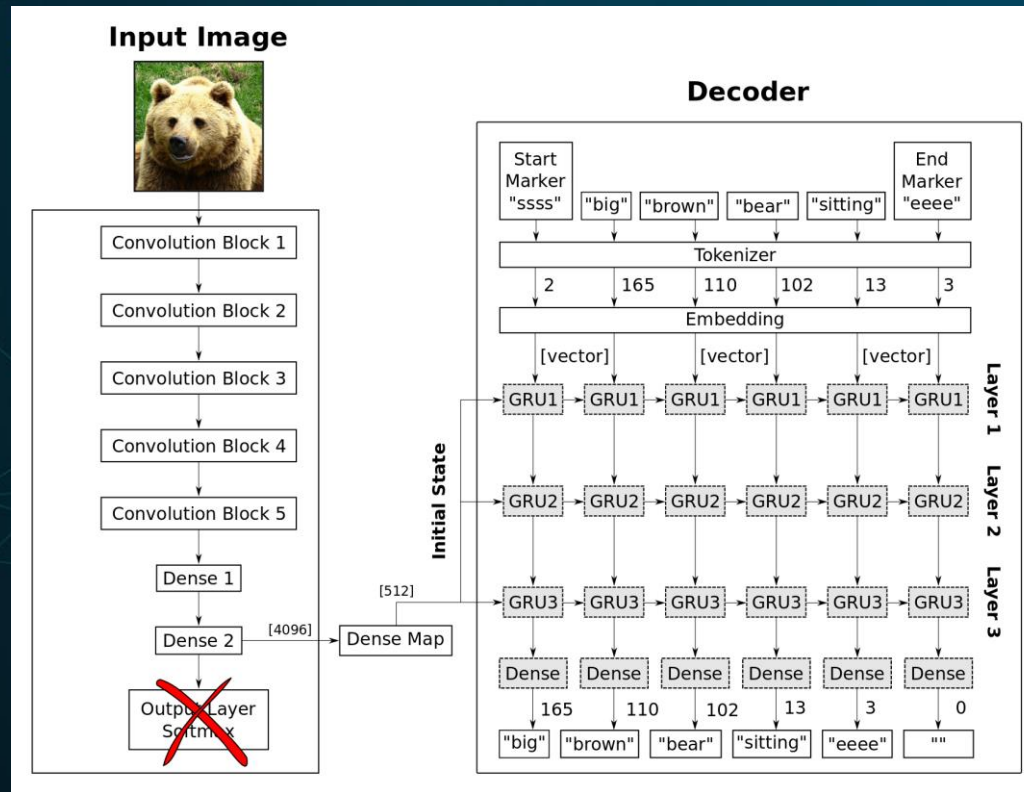 Input Image
Convolution Block 1
Convolution Block 2
Convolution Block 3
Convolution Block 4
Convolution Block 5
Dense 1
Dense 2
[4096]
Output Layer
Softmax
Dense Map
[512]
Initial State
Decoder
Start
Marker
"ssss"
"big"
"brown"
"bear"
"sitting"
End
Marker
"eeee"
Tokenizer
2 165 110 102 13 3
Embedding
[vector] [vector] [vector]
GRU1 GRU1 GRU1 GRU1 GRU1 GRU1
Layer 1
GRU2 GRU2 GRU2 GRU2 GRU2 GRU2
Layer 2
GRU3 GRU3 GRU3 GRU3 GRU3 GRU3
Layer 3
Dense Dense Dense Dense Dense Dense
165 110 102 13 3 0
"big" "brown" "bear" "sitting" "eeee" ""